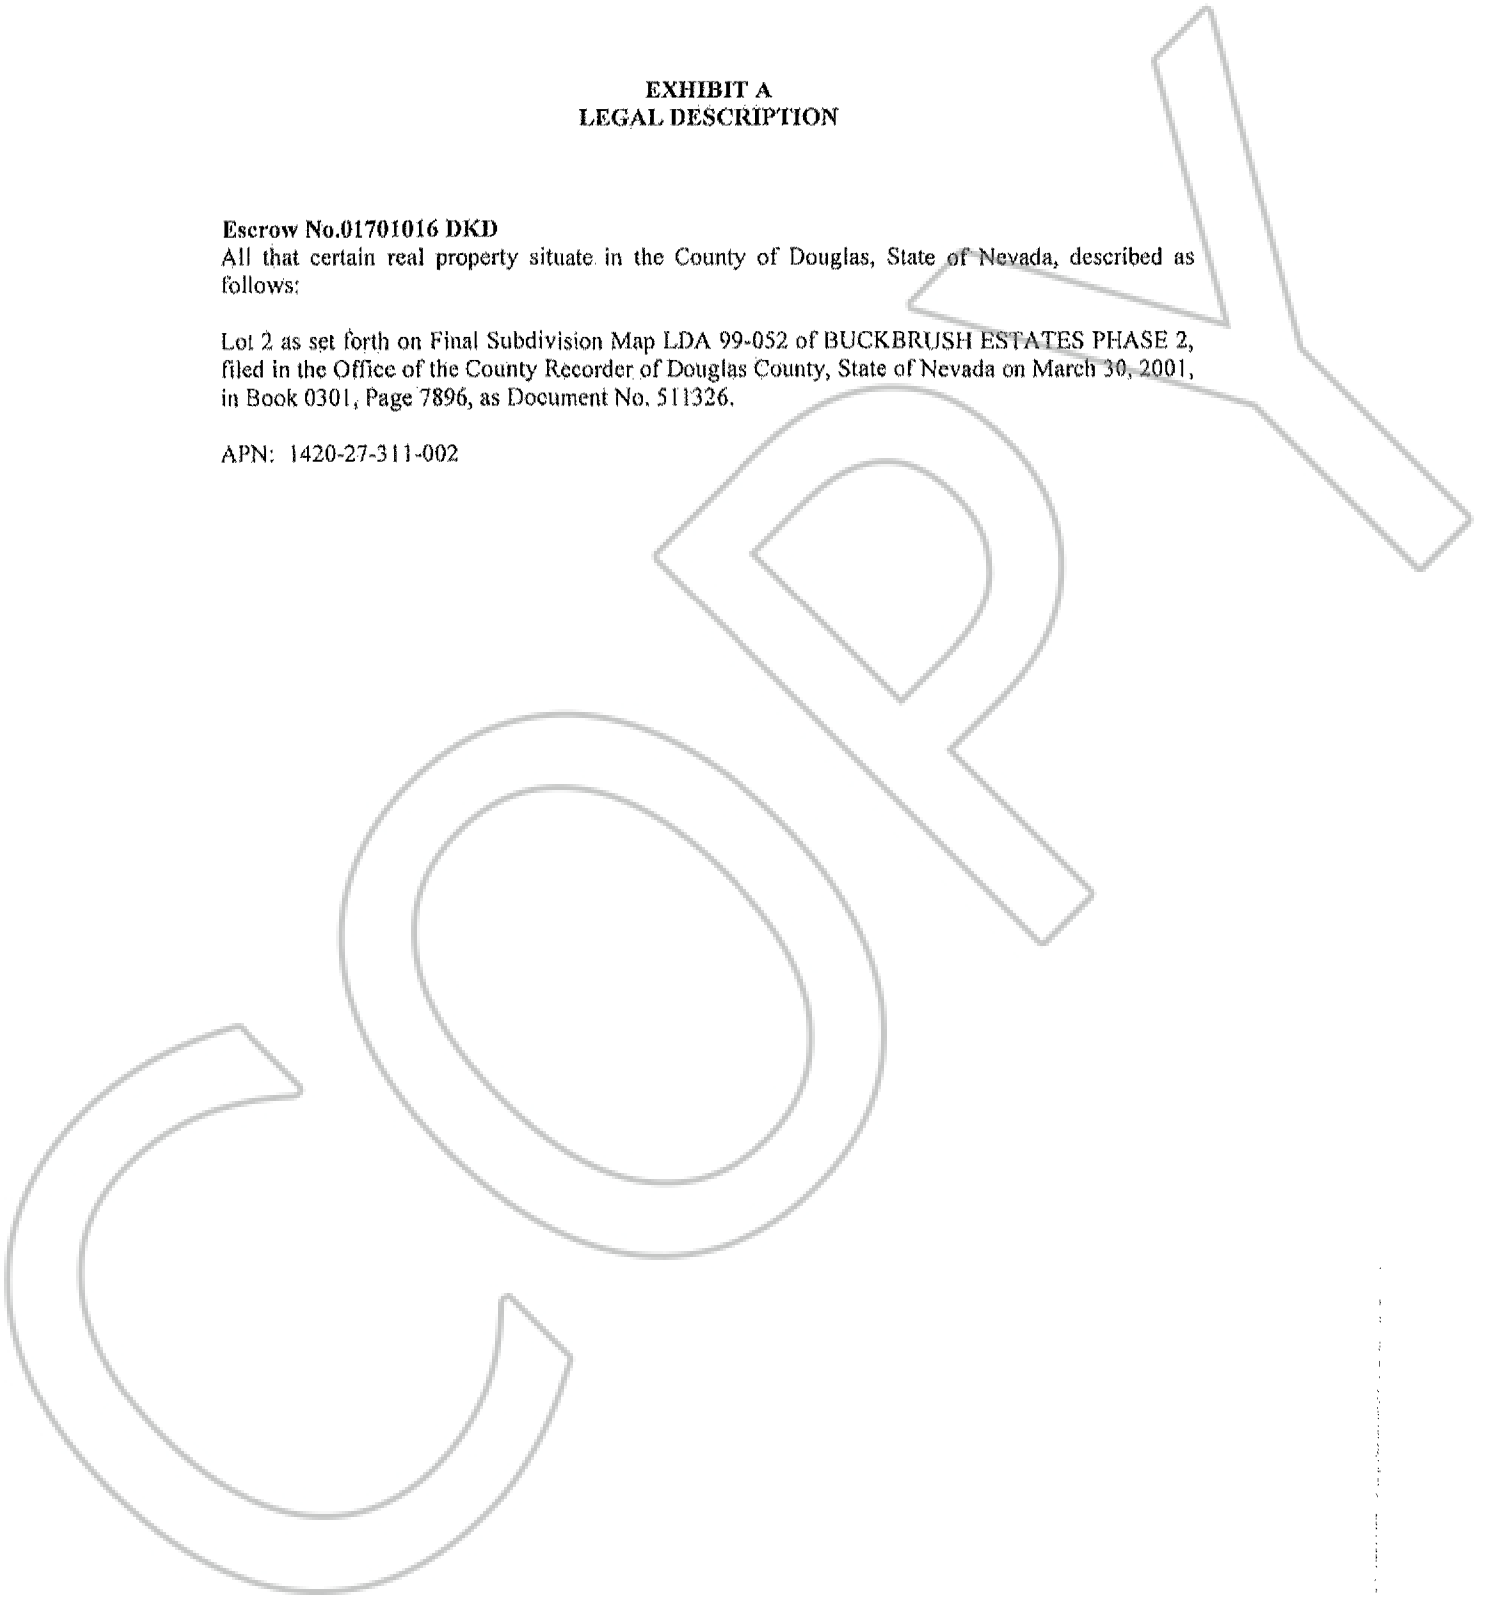 EXHIBIT A
LEGAL DESCRIPTION
Escrow No.01701016 DKD
All that certain real property situate in the County of Douglas, State of Nevada, described as
follows:
Lot 2 as set forth on Final Subdivision Map LDA 99-052 of BUCKBRUSH ESTATES PHASE 2,
filed in the Office of the County Recorder of Douglas County, State of Nevada on March 30, 2001,
in Book 0301, Page 7896, as Document No. 511326.
APN: 1420-27-311-002
COPY